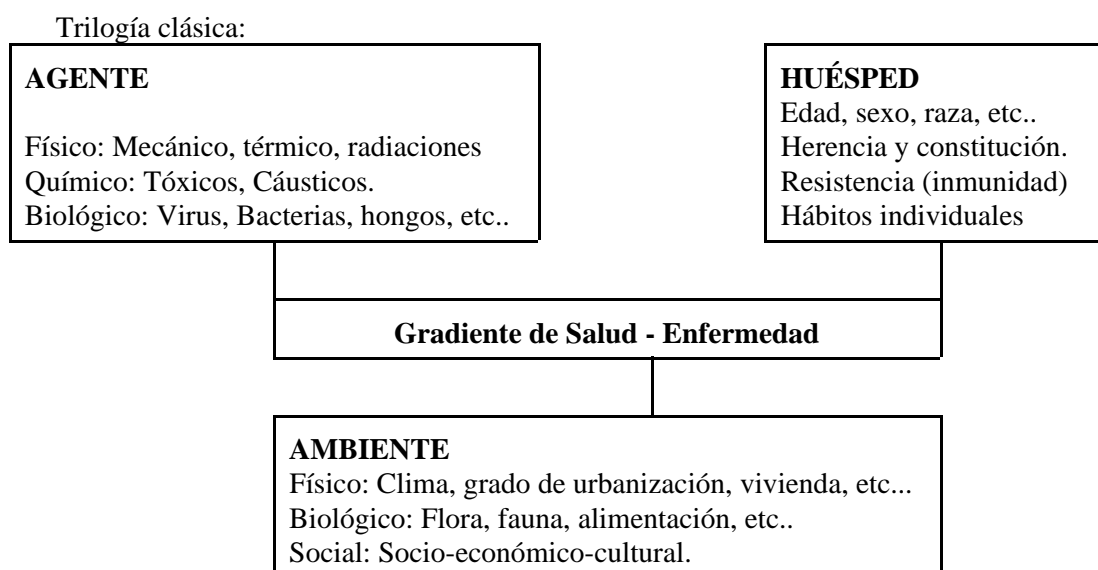 Trilogía clásica:
AGENTE
Físico: Mecánico, térmico, radiaciones
Químico: Tóxicos, Cáusticos.
Biológico: Virus, Bacterias, hongos, etc..
HUÉSPED
Edad, sexo, raza, etc..
Herencia y constitución.
Resistencia (inmunidad)
Hábitos individuales
Gradiente de Salud - Enfermedad
AMBIENTE
Físico: Clima, grado de urbanización, vivienda, etc...
Biológico: Flora, fauna, alimentación, etc..
Social: Socio-económico-cultural.